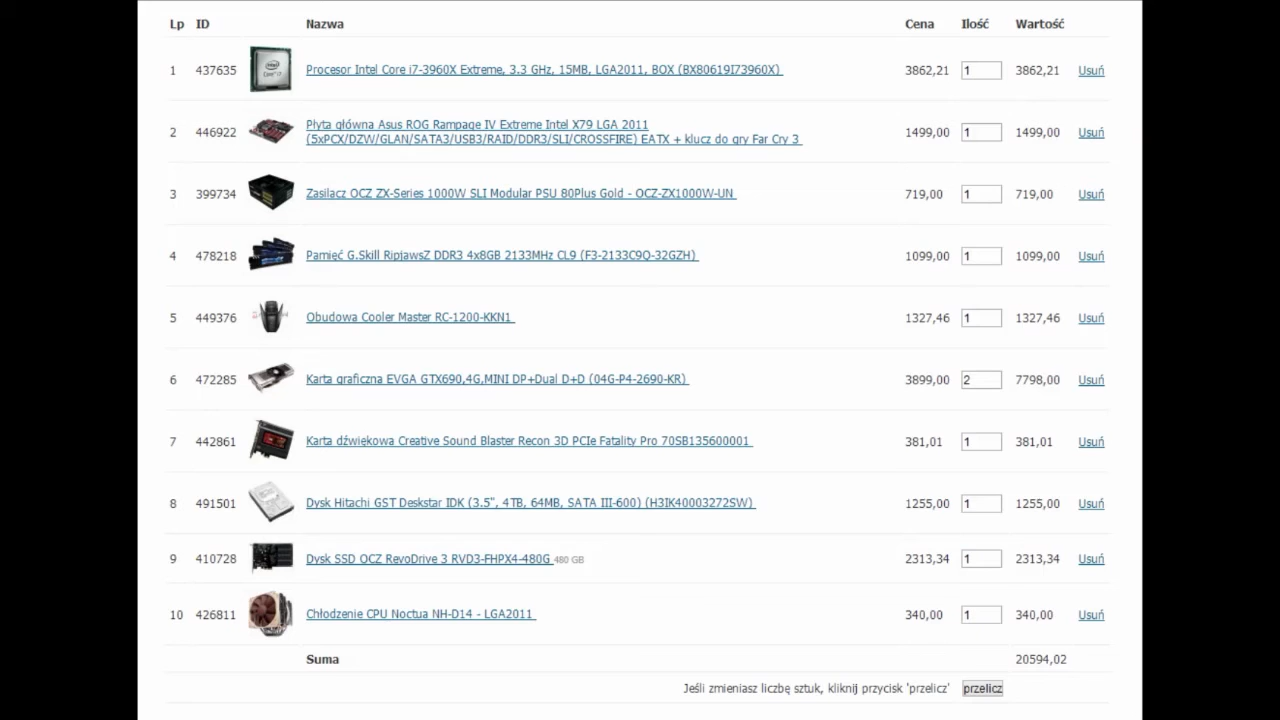 Lp ID Nazwa Cena Ilość Wartość
1 437635 Procesor Intel Core i7-3960X Extreme, 3.3 GHz, 15MB, LGA2011, BOX (BX80619I73960X) 3862,21 1 3862,21 Usuń
2 446922 Płyta główna Asus ROG Rampage IV Extreme Intel X79 LGA 2011
(5xPCX/DZW/GLAN/SATA3/USB3/RAID/DDR3/SLI/CROSSFIRE) EATX + klucz do gry Far Cry 3 1499,00 1 1499,00 Usuń
3 399734 Zasilacz OCZ ZX-Series 1000W SLI Modular PSU 80Plus Gold - OCZ-ZX1000W-UN 719,00 1 719,00 Usuń
4 478218 Pamięć G.Skill RipjawsZ DDR3 4x8GB 2133MHz CL9 (F3-2133C9Q-32GZH) 1099,00 1 1099,00 Usuń
5 449376 Obudowa Cooler Master RC-1200-KKN1 1327,46 1 1327,46 Usuń
6 472285 Karta graficzna EVGA GTX690,4G,MINI DP+Dual D+D (04G-P4-2690-KR) 3899,00 2 7798,00 Usuń
7 442861 Karta dźwiękowa Creative Sound Blaster Recon 3D PCIe Fatality Pro 70SB135600001 381,01 1 381,01 Usuń
8 491501 Dysk Hitachi GST Deskstar IDK (3.5", 4TB, 64MB, SATA III-600) (H3IK40003272SW) 1255,00 1 1255,00 Usuń
9 410728 Dysk SSD OCZ RevoDrive 3 RVD3-FHPX4-480G 480 GB 2313,34 1 2313,34 Usuń
10 426811 Chłodzenie CPU Noctua NH-D14 - LGA2011 340,00 1 340,00 Usuń
Suma 20594,02
Jeśli zmieniasz liczbę sztuk, kliknij przycisk 'przelicz' przelicz